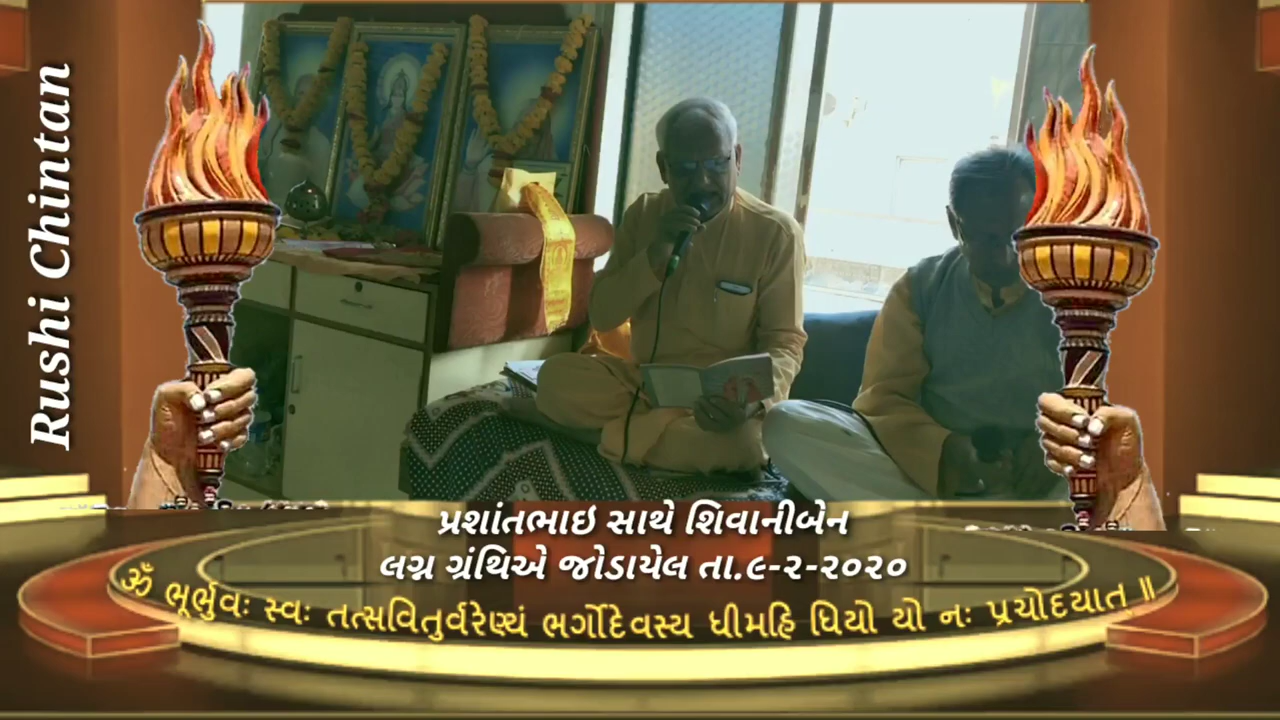 Rushi Chintan
પ્રશાંતભાઇ સાથે શિવાનીબેન
લગ્ન ગ્રંથિએ જોડાયેલ તા.૯-૨-૨૦૨૦
ૐ ભૂર્ભુવઃ સ્વઃ તત્સવિતુર્વરેણ્યં ભર્ગોદેવસ્ય ધીમહિ ધિયો યો નઃ પ્રચોદયાત ॥